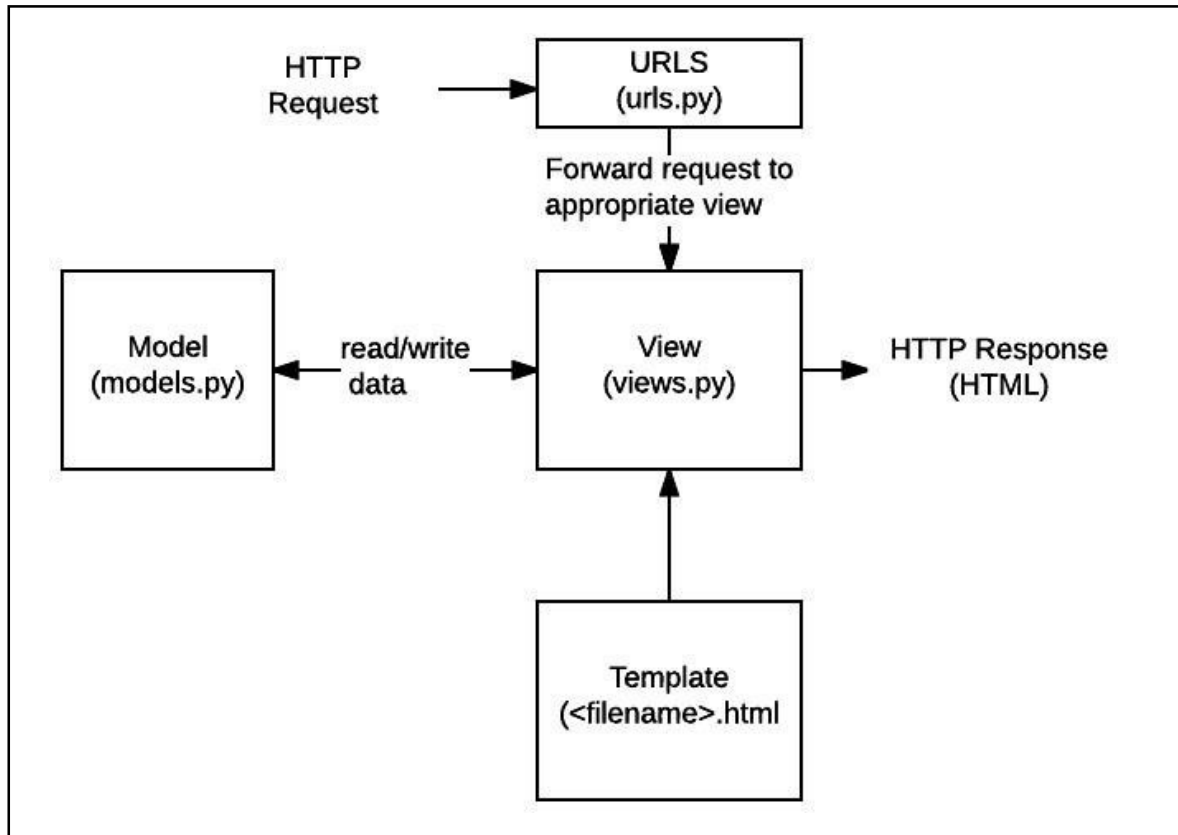 HTTP
Request
URLS
(urls.py)
Forward request to
appropriate view
Model
(models.py)
read/write
data
View
(views.py)
HTTP Response
(HTML)
Template
(<filename>.html